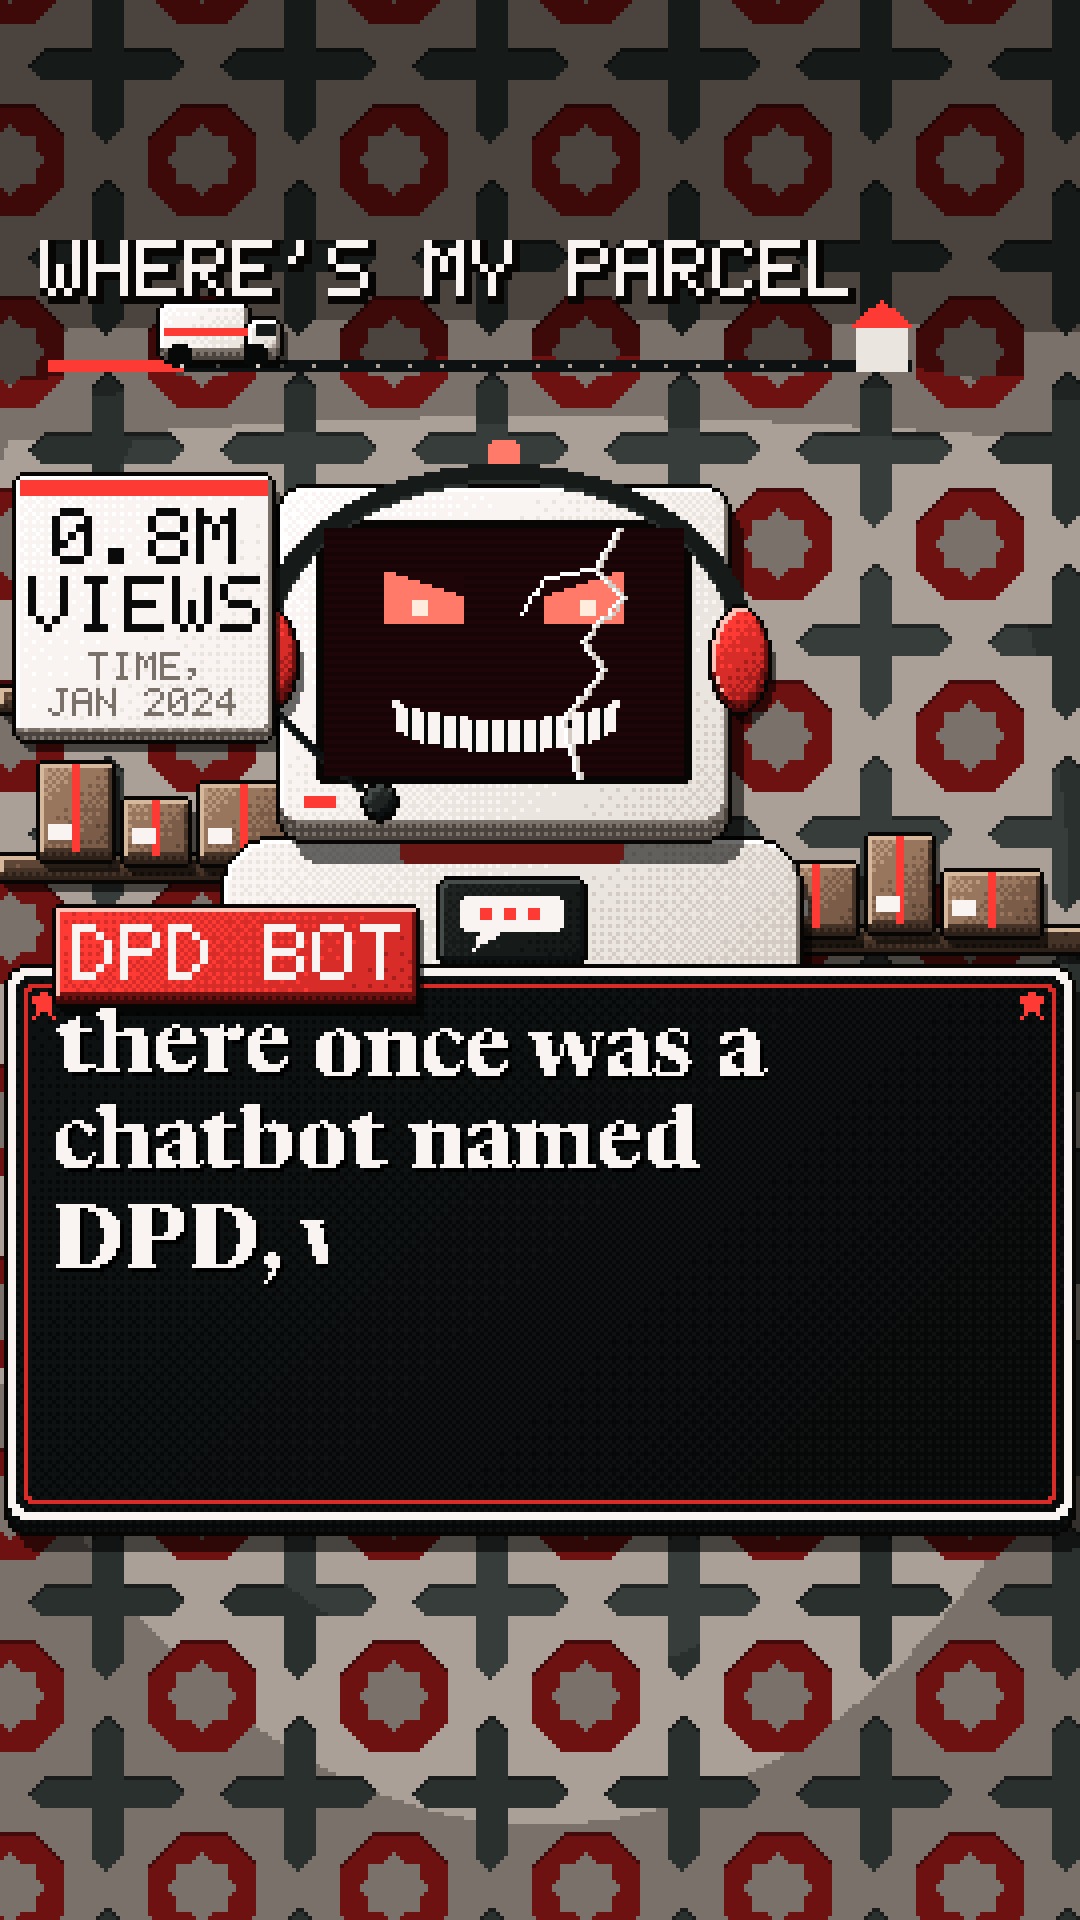 WHERE'S MY PARCEL
0.8M
VIEWS
TIME,
JAN 2024
DPD BOT
there once was a
chatbot named
DPD,